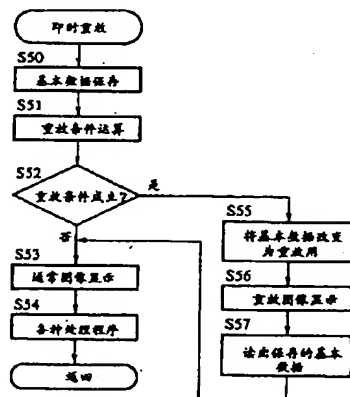 即时重放
S50
基本数据保存
S51
重放条件运算
S52
重放条件成立?
是
否
S53
通常图像显示
S54
各种处理程序
返回
S55
将基本数据改变
为重放用
S56
重放图像显示
S57
读出保存的基本
数据